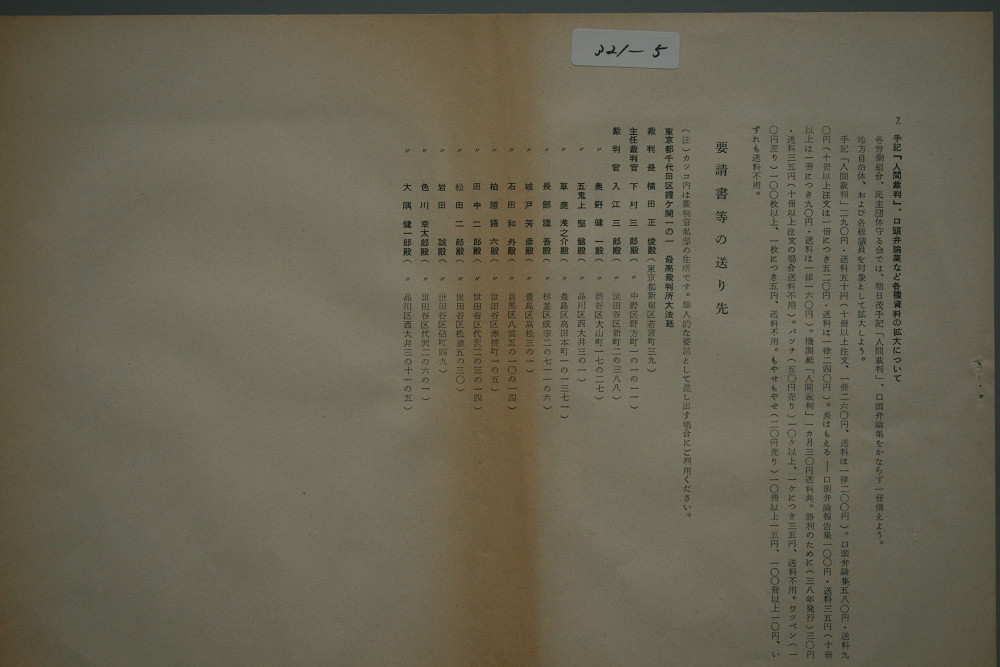 321-5
7. 手記『人間裁判』、口頭弁論集など各種資料の拡大について
各労働組合、民主団体守る会では、朝日茂手記「人間裁判」、口頭弁論集をかならず一冊備えよう。
地方自治体、および各級議員を対象として拡大しよう。
手記「人間裁判」二九〇円・送料五十円(十冊以上注文、一冊二六〇円、送料は一律二〇〇円)。口頭弁論集五八〇円・送料九
〇円(十冊以上注文は一冊につき五二〇円・送料は一律二四〇円)。炎はもえる――口頭弁論報告集一〇〇円・送料三五円(十冊
以上は一冊につき九〇円・送料は一律一六〇円)。機関紙「人間裁判」一カ月三〇円送料共。勝利のために(三八年発行)三〇円
・送料三五円(十冊以上注文の場合送料不用)。バッチ(五〇円売り)一〇ケ以上、一ケにつき三五円、送料不用。ワッペン(一
〇円売り)一〇〇枚以上、一枚につき五円、送料不用。もやせもやせ(二〇円売り)一〇冊以上一五円、一〇〇冊以上一〇円、い
ずれも送料不用。
要請書等の送り先
(注)カッコ内は裁判官私邸の住所です。個人的な要請として差し出す場合にご利用ください。
東京都千代田区霞ケ関一の一 最高裁判所大法廷
裁判長 横田正俊殿(東京都新宿区若宮町三九)
主任裁判官 下村三郎殿(〃 中野区野方町一の一の一一)
裁判官 入江三郎殿(〃 世田谷区新町二の三八八)
〃 奥野健一殿(〃 渋谷区大山町一七の二七)
〃 五鬼上堅磐殿(〃 品川区西大井三の一)
〃 草鹿浅之介殿(〃 豊島区高田本町一の一三七一)
〃 長部謹吾殿(〃 杉並区成宗二の七一一の六)
〃 城戸芳彦殿(〃 豊島区高松三の一)
〃 石田和外殿(〃 目黒区八雲五の一〇の一四)
〃 柏原語六殿(〃 世田谷区赤堤町一の五)
〃 田中二郎殿(〃 世田谷区代沢二の三の一四)
〃 松田二郎殿(〃 世田谷区松原五の三〇)
〃 岩田誠殿(〃 世田谷区砧町四九)
〃 色川幸太郎殿(〃 世田谷区代沢二の六の一)
〃 大隅健一郎殿(〃 品川区西大井三の十一の五)